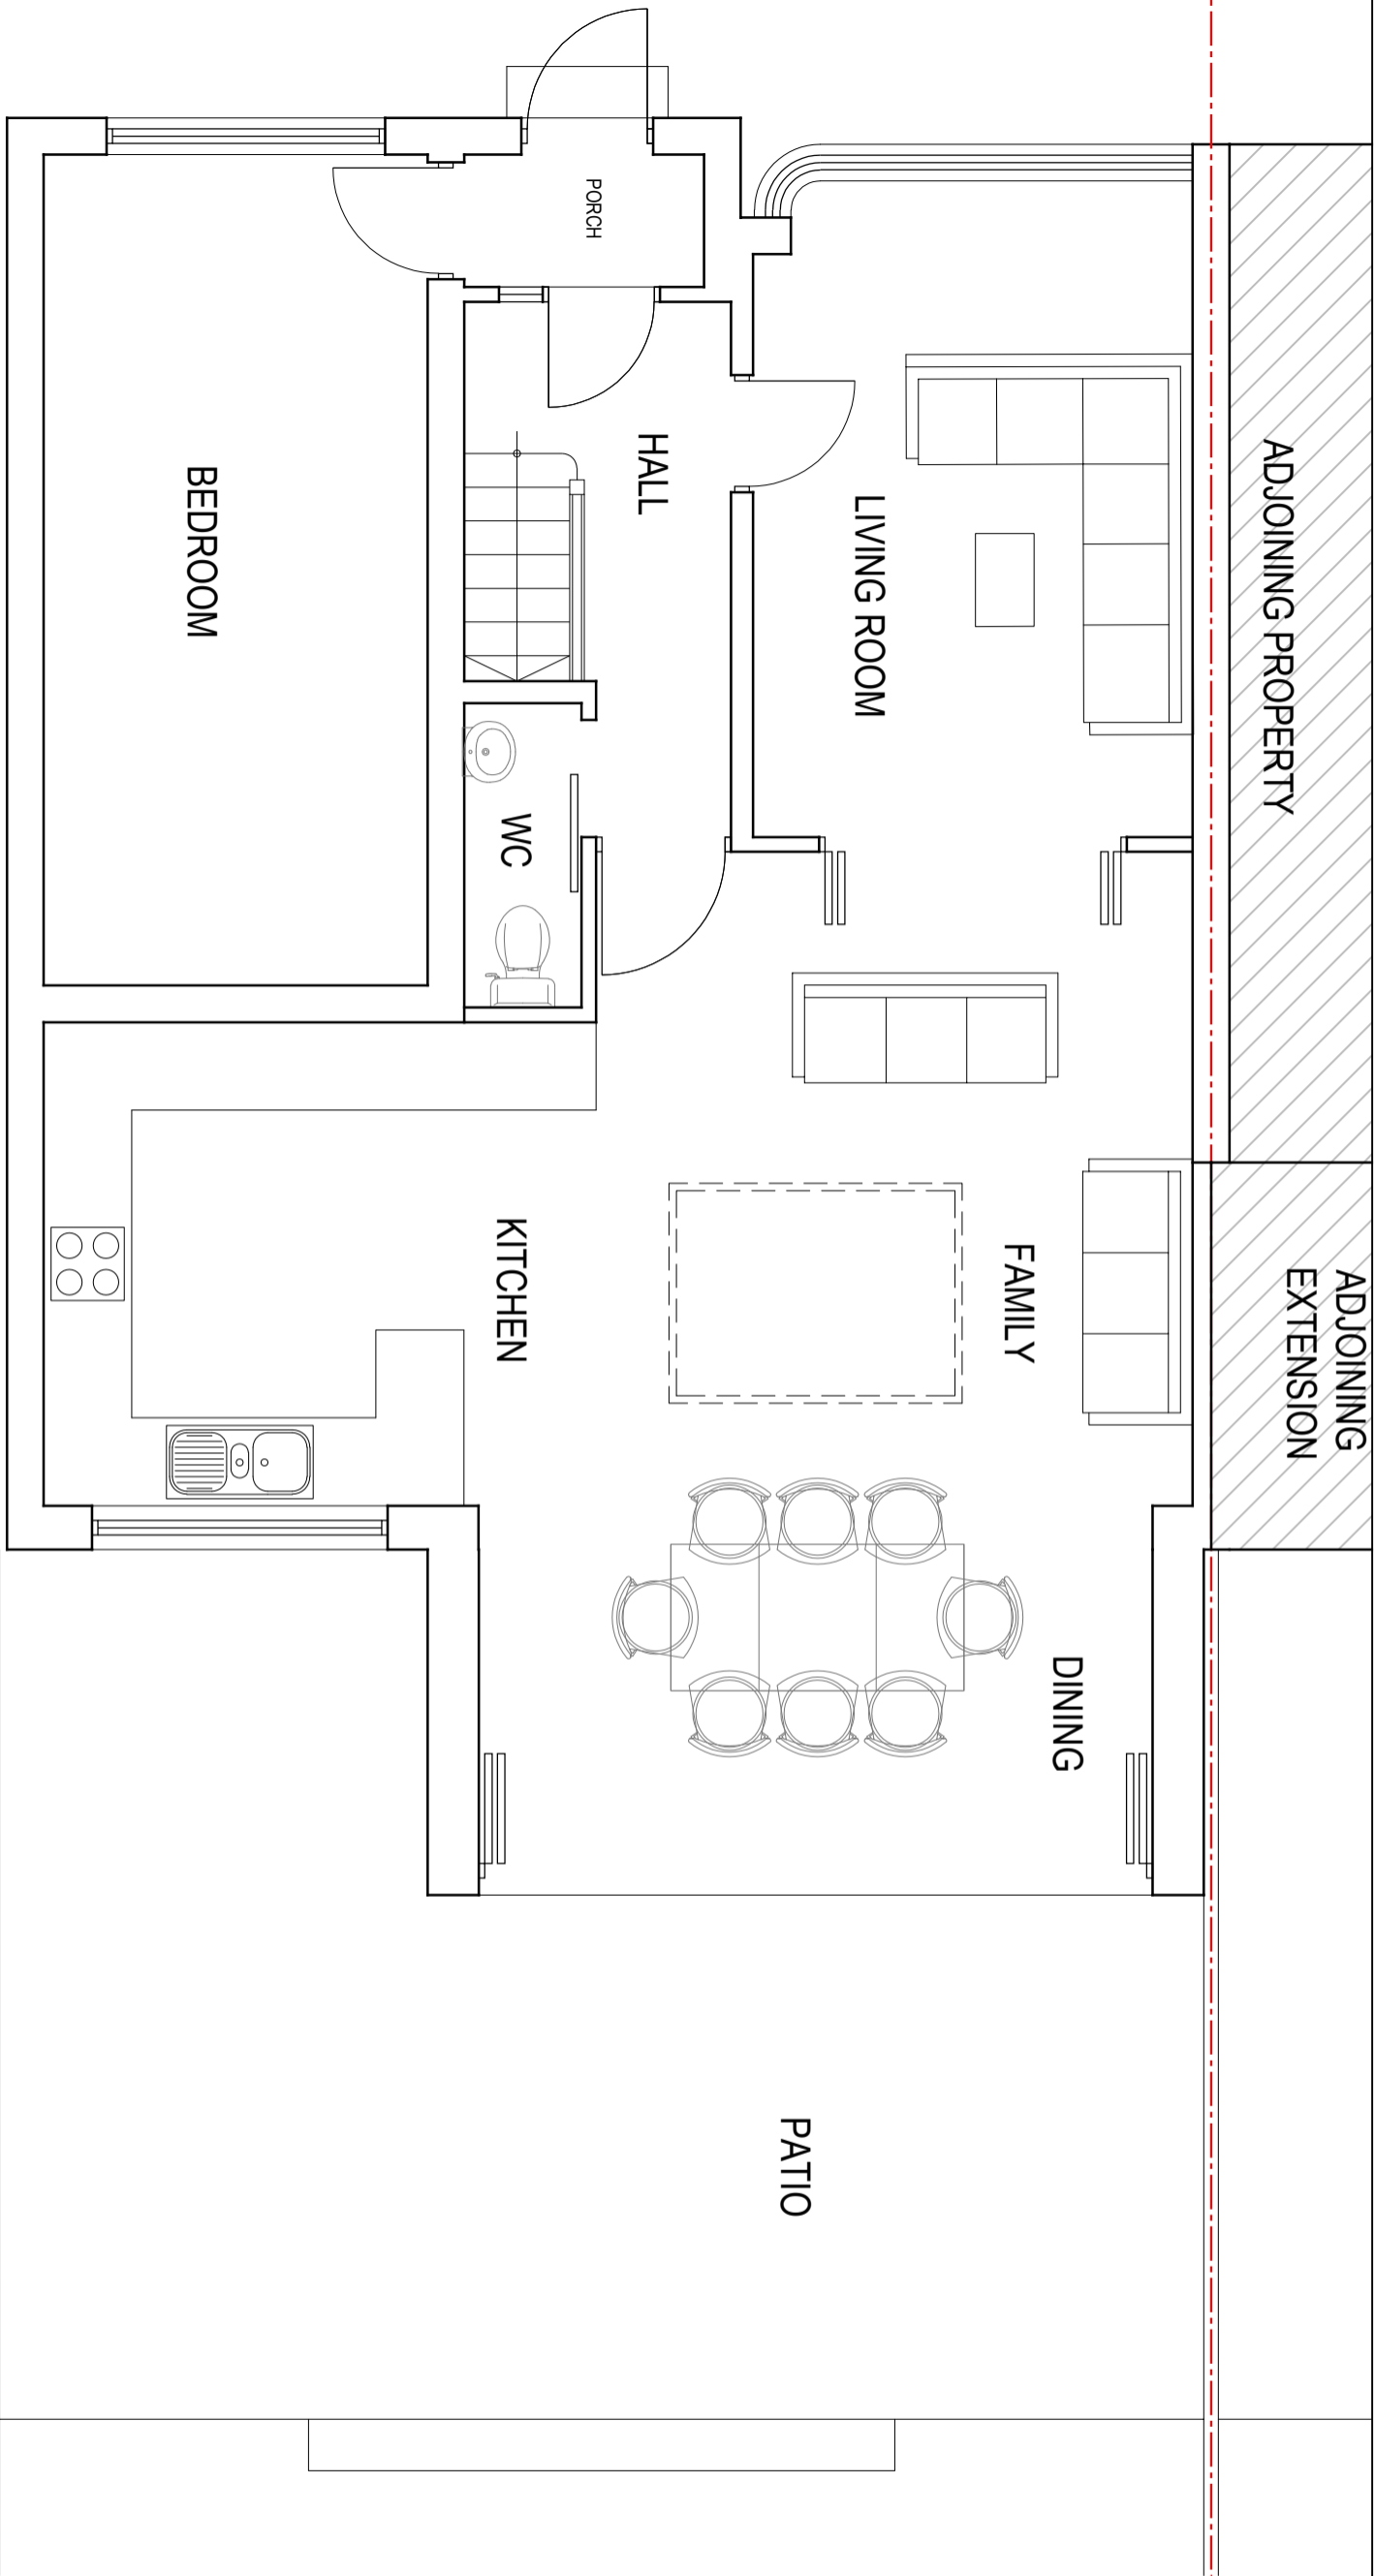 ADJOINING PROPERTY
ADJOINING
EXTENSION
LIVING ROOM
FAMILY
DINING
PORCH
HALL
WC
KITCHEN
BEDROOM
PATIO